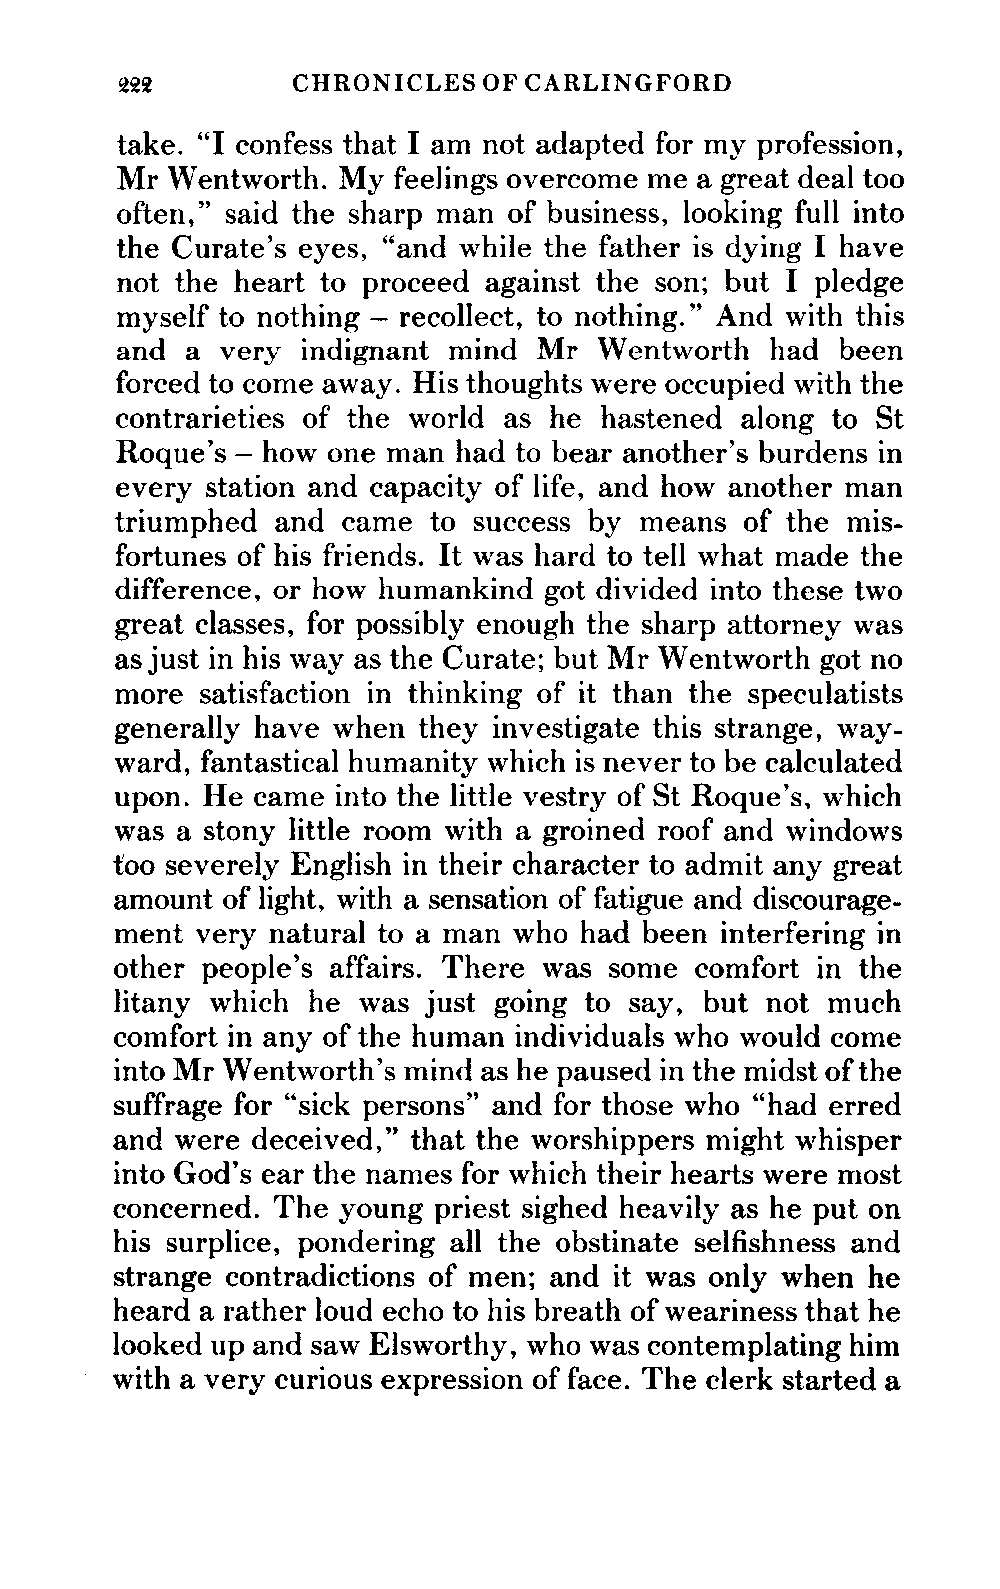 222 CHRONICLES OF CARLINGFORD
take. “I confess that I am not adapted for my profession,
Mr Wentworth. My feelings overcome me a great deal too
often,” said the sharp man of business, looking full into
the Curate’s eyes, “and while the father is dying I have
not the heart to proceed against the son; but I pledge
myself to nothing – recollect, to nothing.” And with this
and a very indignant mind Mr Wentworth had been
forced to come away. His thoughts were occupied with the
contrarieties of the world as he hastened along to St
Roque’s – how one man had to bear another’s burdens in
every station and capacity of life, and how another man
triumphed and came to success by means of the mis-
fortunes of his friends. It was hard to tell what made the
difference, or how humankind got divided into these two
great classes, for possibly enough the sharp attorney was
as just in his way as the Curate; but Mr Wentworth got no
more satisfaction in thinking of it than the speculatists
generally have when they investigate this strange, way-
ward, fantastical humanity which is never to be calculated
upon. He came into the little vestry of St Roque’s, which
was a stony little room with a groined roof and windows
too severely English in their character to admit any great
amount of light, with a sensation of fatigue and discourage-
ment very natural to a man who had been interfering in
other people’s affairs. There was some comfort in the
litany which he was just going to say, but not much
comfort in any of the human individuals who would come
into Mr Wentworth’s mind as he paused in the midst of the
suffrage for “sick persons” and for those who “had erred
and were deceived,” that the worshippers might whisper
into God’s ear the names for which their hearts were most
concerned. The young priest sighed heavily as he put on
his surplice, pondering all the obstinate selfishness and
strange contradictions of men; and it was only when he
heard a rather loud echo to his breath of weariness that he
looked up and saw Elsworthy, who was contemplating him
with a very curious expression of face. The clerk started a